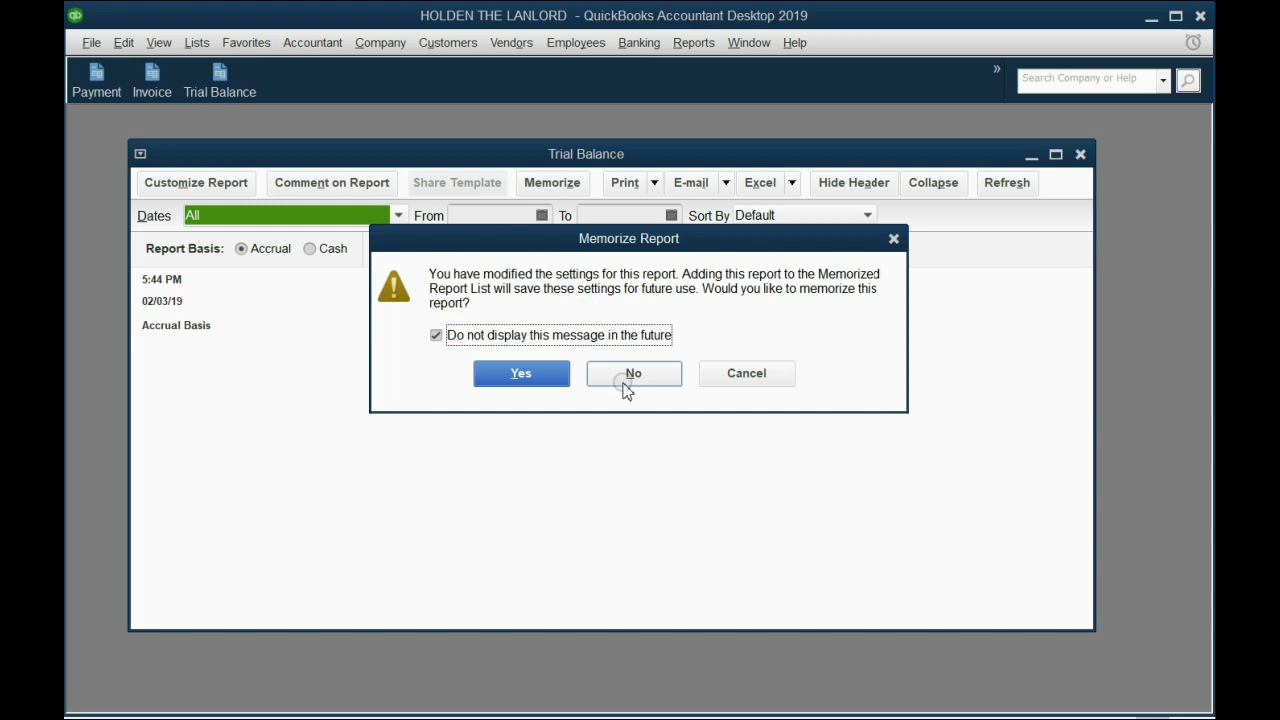 qb
HOLDEN THE LANLORD - QuickBooks Accountant Desktop 2019
File Edit View Lists Favorites Accountant Company Customers Vendors Employees Banking Reports Window Help
Payment Invoice Trial Balance » Search Company or Help
Trial Balance
Customize Report Comment on Report Share Template Memorize Print E-mail Excel Hide Header Collapse Refresh
Dates All From To Sort By Default
Memorize Report
Report Basis: Accrual Cash
You have modified the settings for this report. Adding this report to the Memorized
Report List will save these settings for future use. Would you like to memorize this
report?
5:44 PM
02/03/19
Accrual Basis
Do not display this message in the future
Yes No Cancel